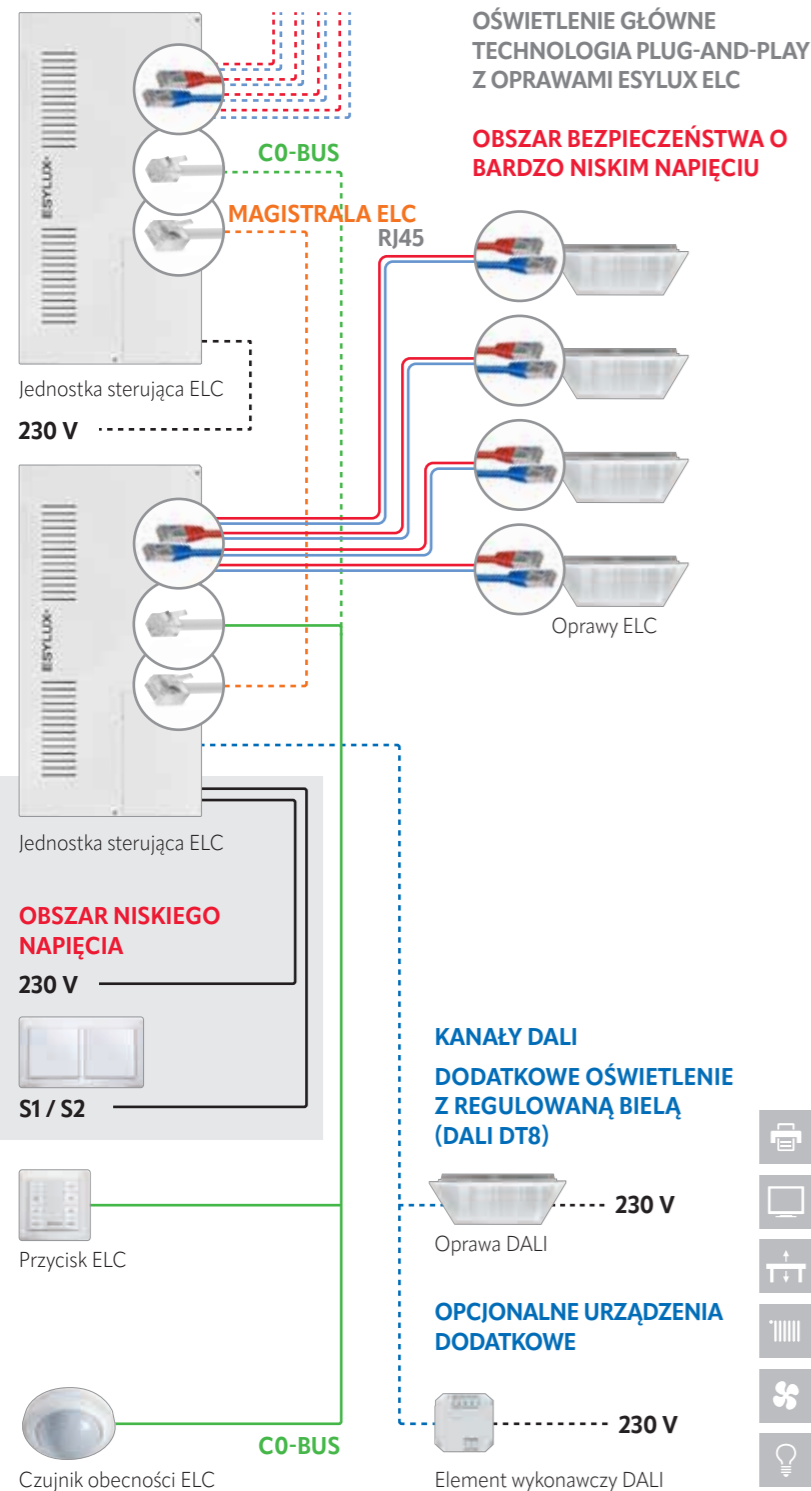 OŚWIETLENIE GŁÓWNE
TECHNOLOGIA PLUG-AND-PLAY
Z OPRAWAMI ESYLUX ELC
OBSZAR BEZPIECZEŃSTWA O
BARDZO NISKIM NAPIĘCIU
C0-BUS
MAGISTRALA ELC
RJ45
ESYLUX
Jednostka sterująca ELC
230 V
ESYLUX
Oprawy ELC
Jednostka sterująca ELC
OBSZAR NISKIEGO
NAPIĘCIA
230 V
S1 / S2
KANAŁY DALI
DODATKOWE OŚWIETLENIE
Z REGULOWANĄ BIELĄ
(DALI DT8)
230 V
Przycisk ELC
Oprawa DALI
OPCJONALNE URZĄDZENIA
DODATKOWE
230 V
C0-BUS
Czujnik obecności ELC
Element wykonawczy DALI